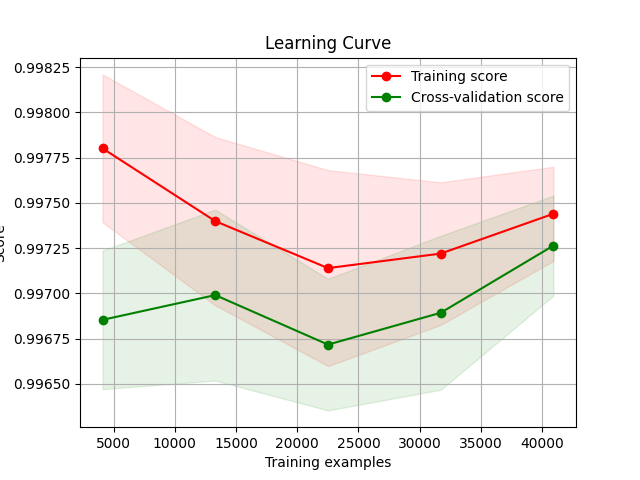 Learning Curve
Training score
Cross-validation score
0.99825
0.99800
0.99775
0.99750
0.99725
0.99700
0.99675
0.99650
5000 10000 15000 20000 25000 30000 35000 40000
Training examples